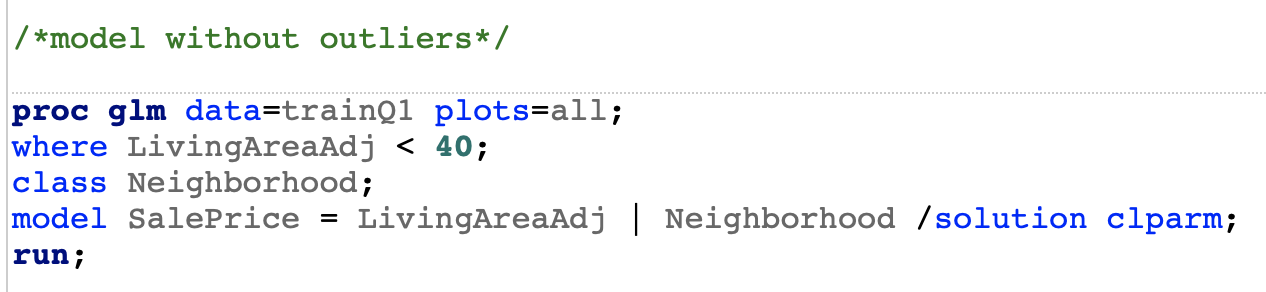 /*model without outliers*/
proc glm data=trainQ1 plots=all;
where LivingAreaAdj < 40;
class Neighborhood;
model SalePrice = LivingAreaAdj | Neighborhood /solution clparm;
run;